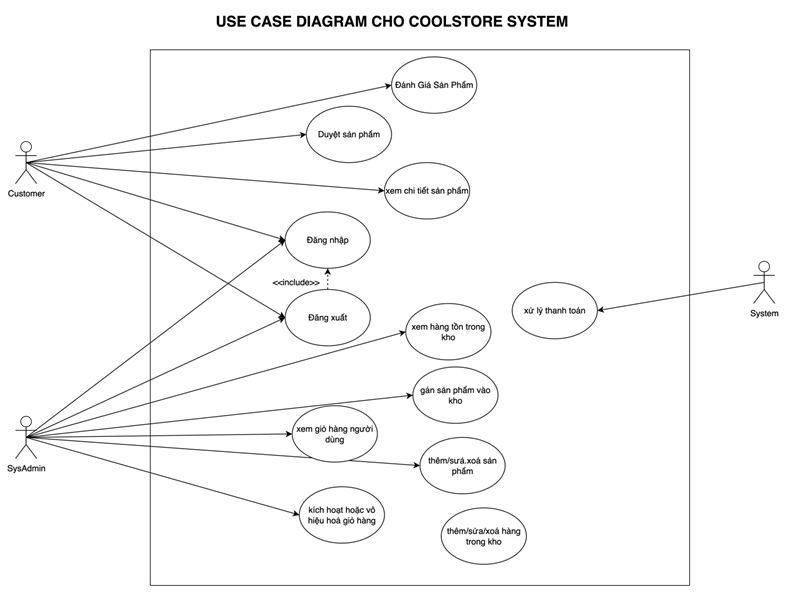 USE CASE DIAGRAM CHO COOLSTORE SYSTEM
Đánh Giá Sản Phẩm
Duyệt sản phẩm
Customer
xem chi tiết sản phẩm
Đăng nhập
<<include>>
Đăng xuất
xử lý thanh toán
System
xem hàng tồn trong
kho
gán sản phẩm vào
kho
xem giỏ hàng người
dùng
SysAdmin
thêm/sửá.xoá sản
phẩm
kích hoạt hoặc vô
hiệu hoá giỏ hàng
thêm/sửa/xoá hàng
trong kho